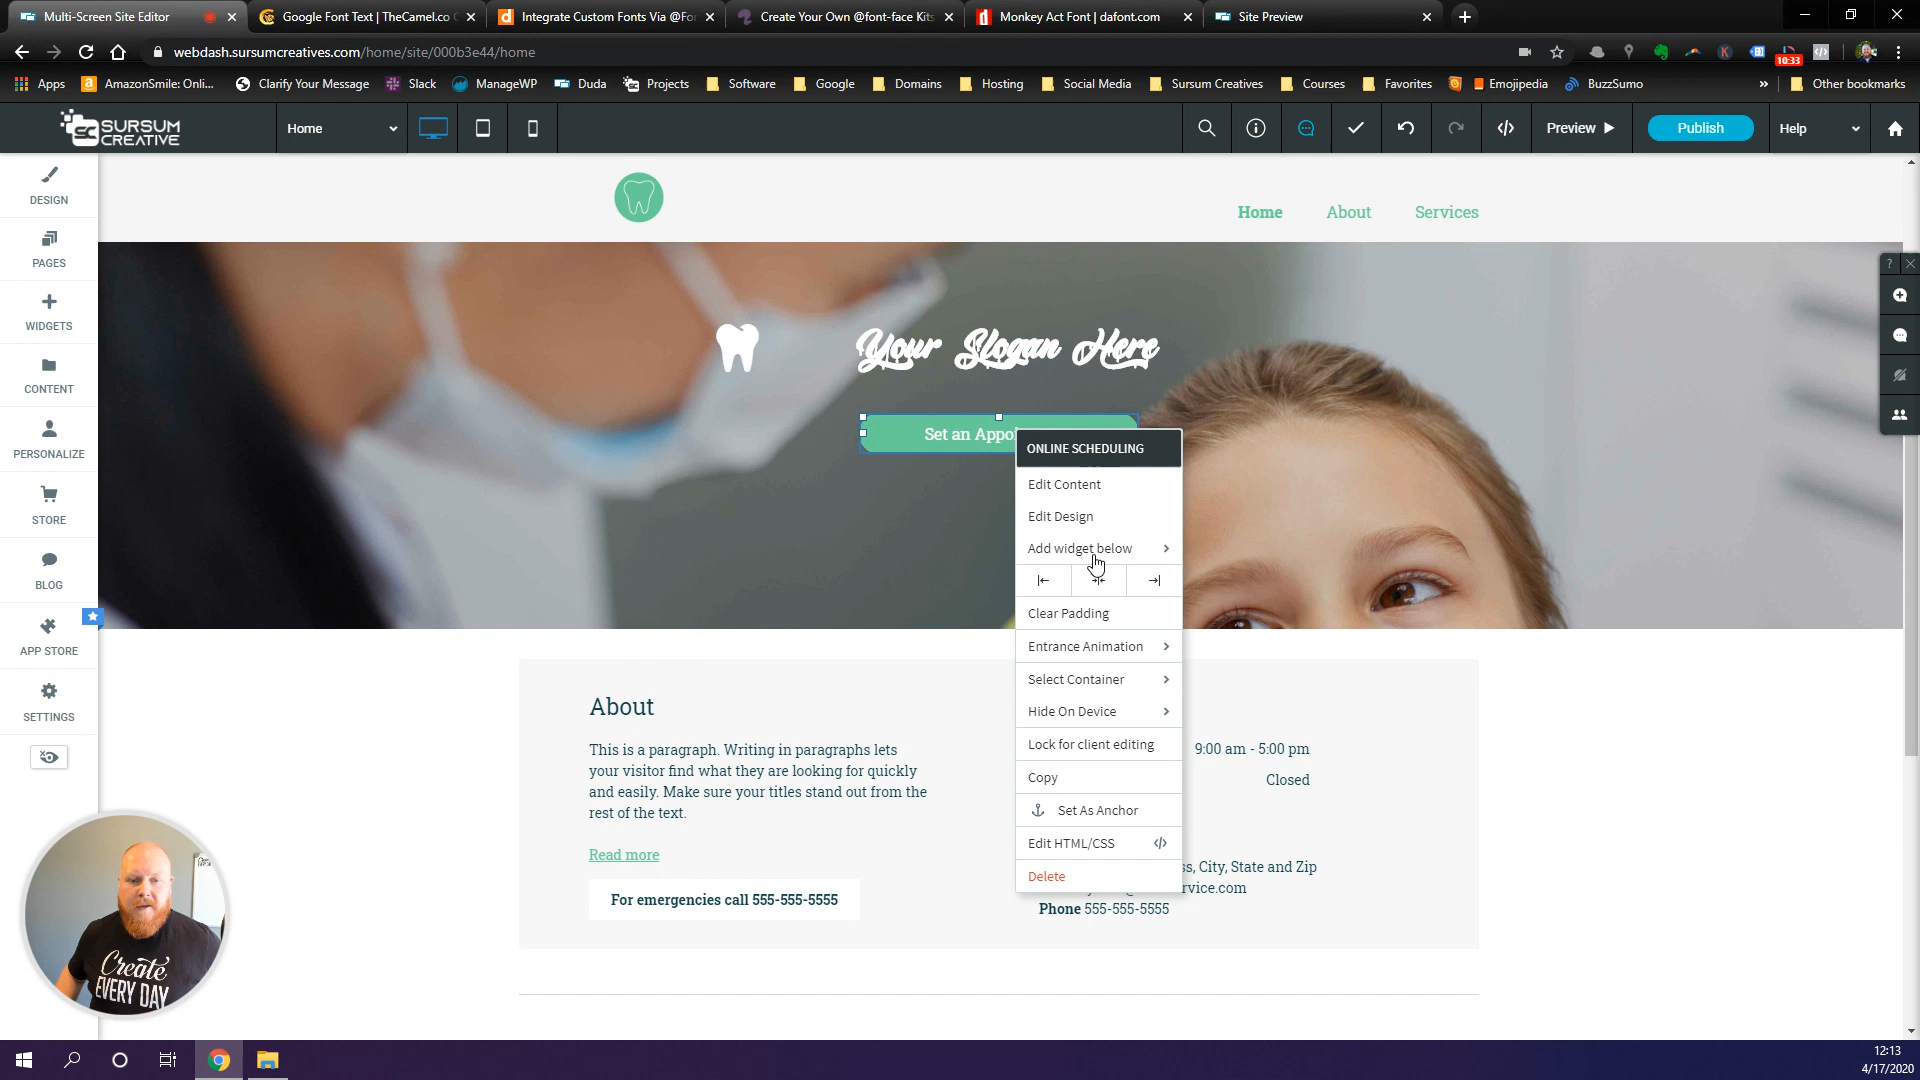 Multi-Screen Site Editor
Google Font Text | TheCamel.co
Integrate Custom Fonts Via @Fo
Create Your Own @font-face Kits
Monkey Act Font | dafont.com
Site Preview
webdash.sursumcreatives.com/home/site/000b3e44/home
10:33
Apps
AmazonSmile: Onli...
Clarify Your Message
Slack
ManageWP
Duda
Projects
Software
Google
Domains
Hosting
Social Media
Sursum Creatives
Courses
Favorites
Emojipedia
BuzzSumo
»
Other bookmarks
SC SURSUM
CREATIVE
Home
Preview
Publish
Help
DESIGN
PAGES
WIDGETS
CONTENT
PERSONALIZE
STORE
BLOG
APP STORE
SETTINGS
Home
About
Services
Your Slogan Here
Set an Appoi
ONLINE SCHEDULING
Edit Content
Edit Design
Add widget below
Clear Padding
Entrance Animation
Select Container
Hide On Device
Lock for client editing
Copy
Set As Anchor
Edit HTML/CSS
Delete
About
This is a paragraph. Writing in paragraphs lets
your visitor find what they are looking for quickly
and easily. Make sure your titles stand out from the
rest of the text.
Read more
For emergencies call 555-555-5555
9:00 am - 5:00 pm
Closed
ss, City, State and Zip
rvice.com
Phone 555-555-5555
Create
EVERY DAY
12:13
4/17/2020